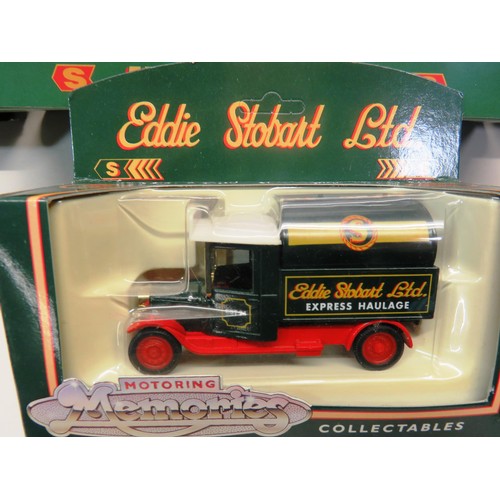 S
Eddie Stobart Ltd.
S
S
Eddie Stobart Ltd.
EXPRESS HAULAGE
MOTORING
Memories
COLLECTABLES